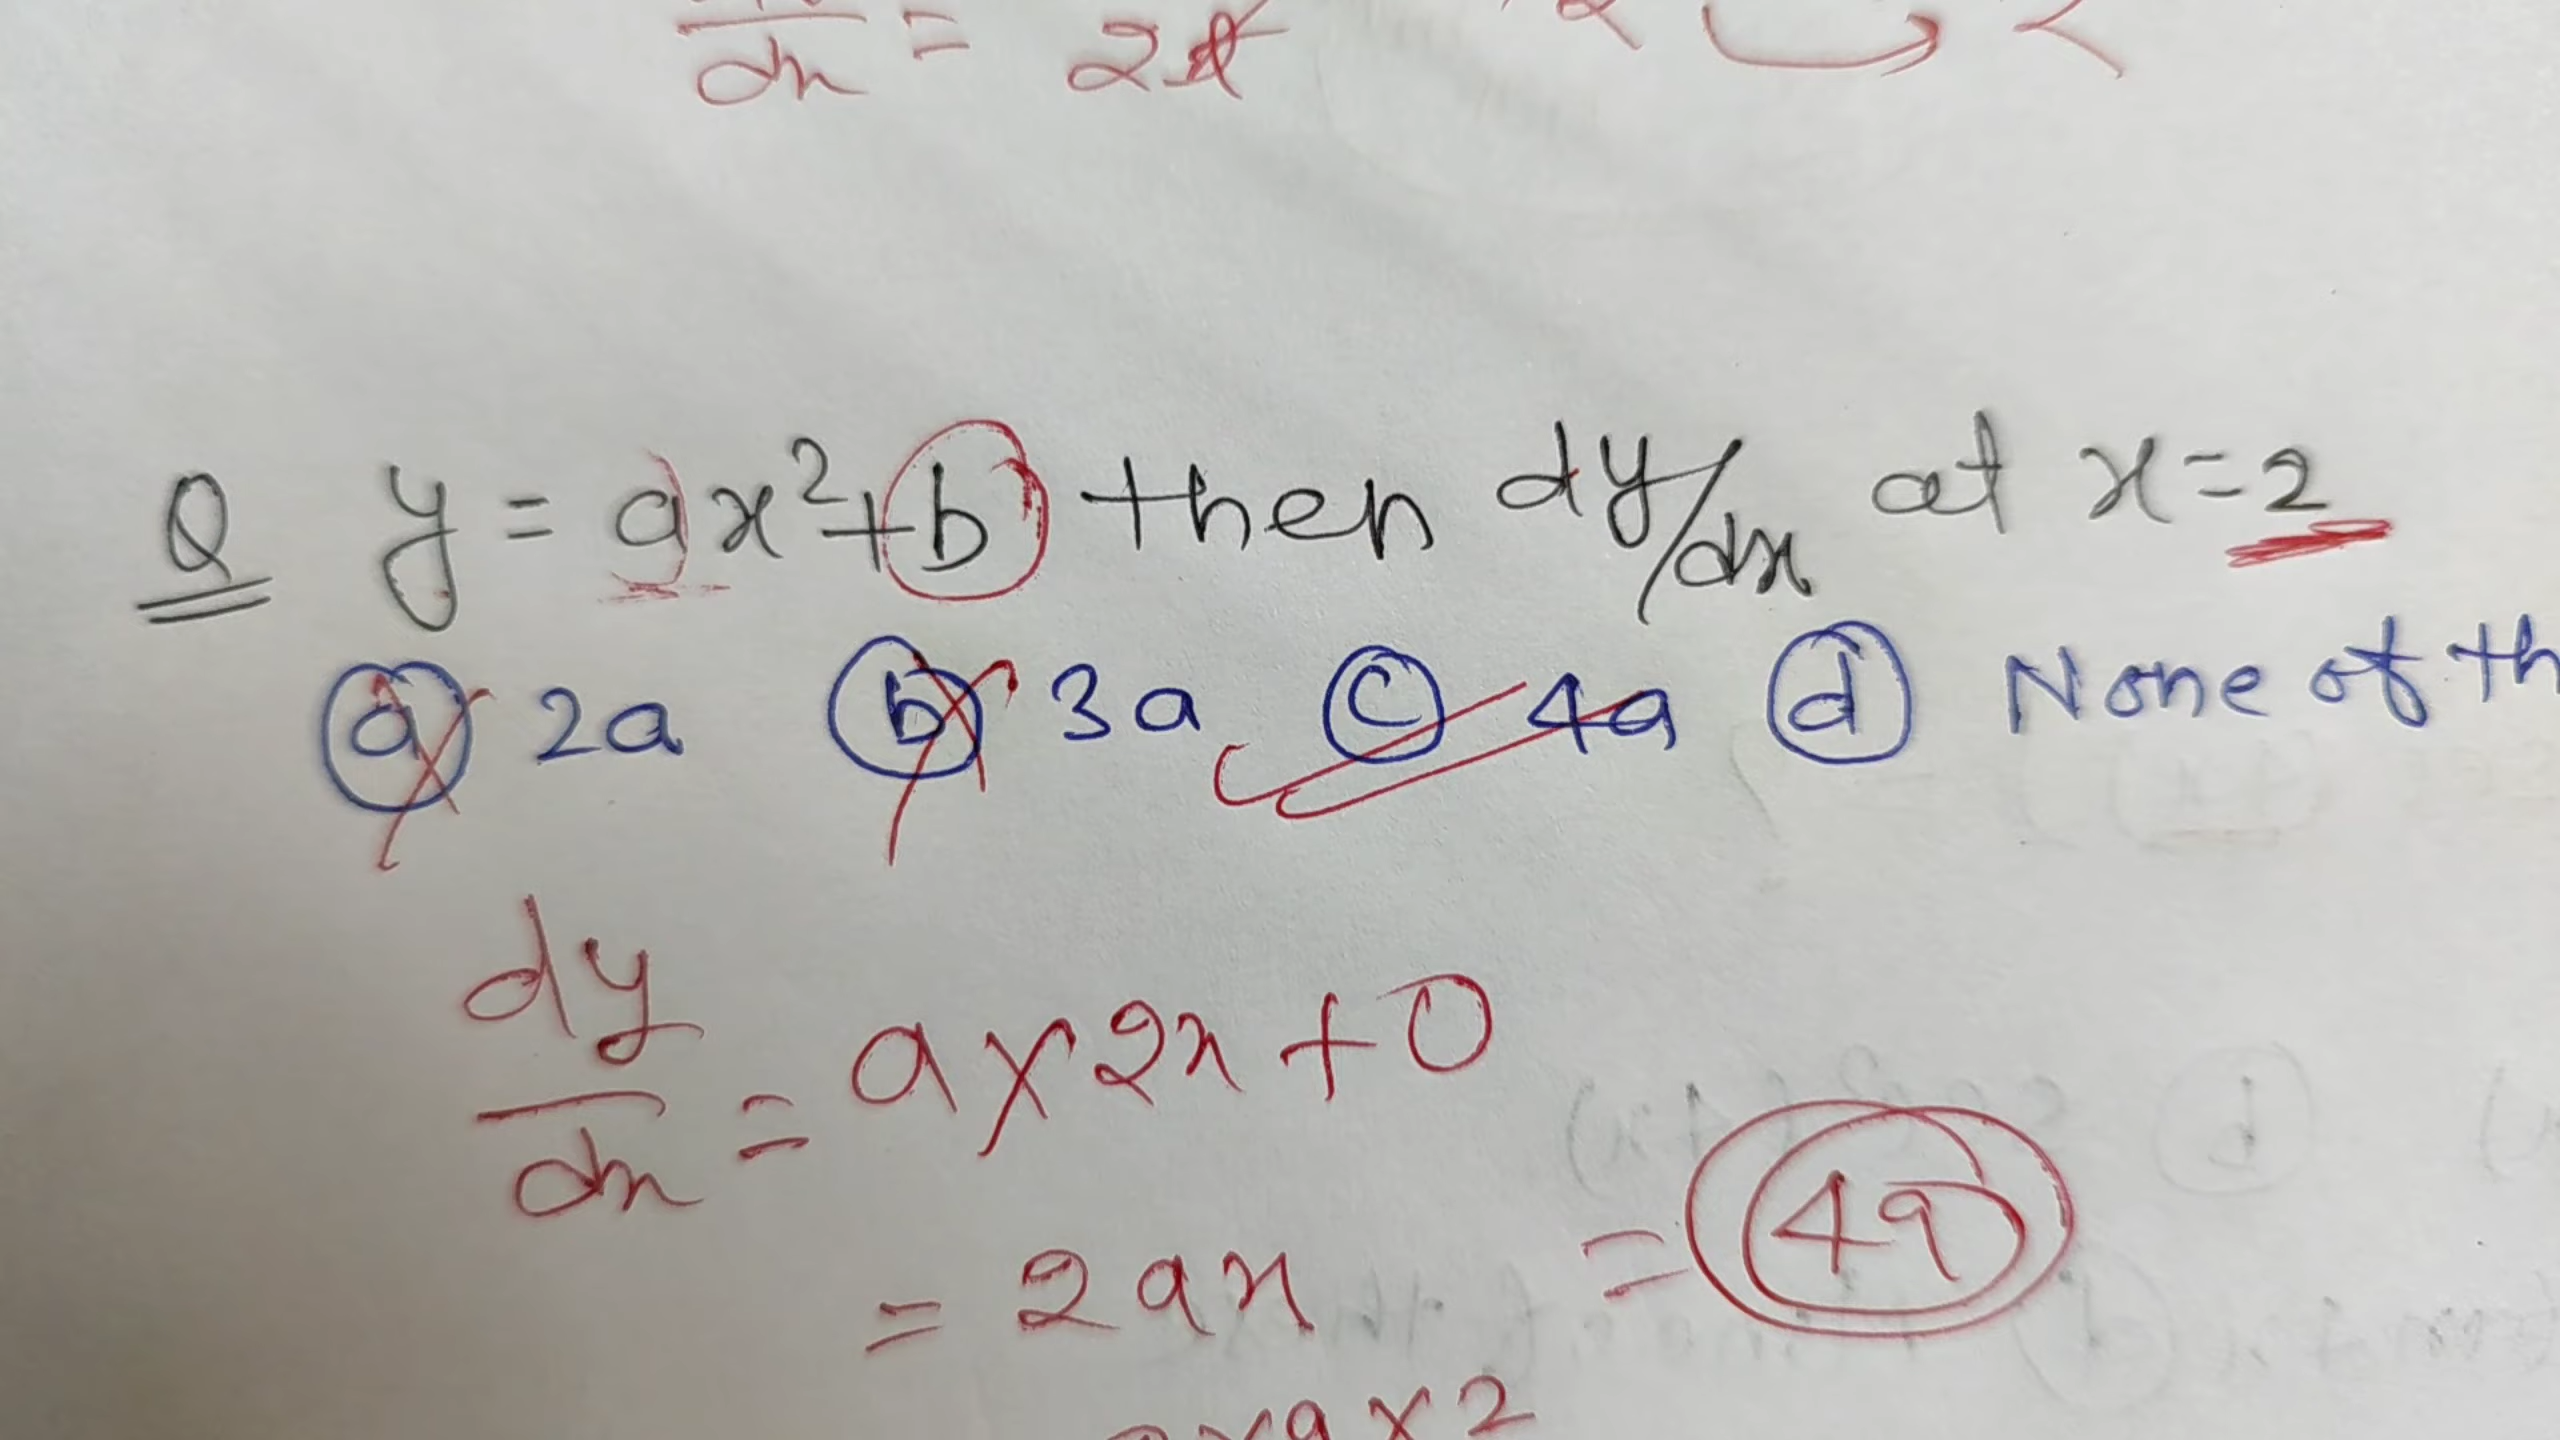 dx = 2x
Q y = ax²+b then dy/dx at x=2
ⓐ 2a ⓑ 3a ⓒ 4a ⓓ None of th
dy/dx = a×2x+0
= 2ax = 4a
×a×2